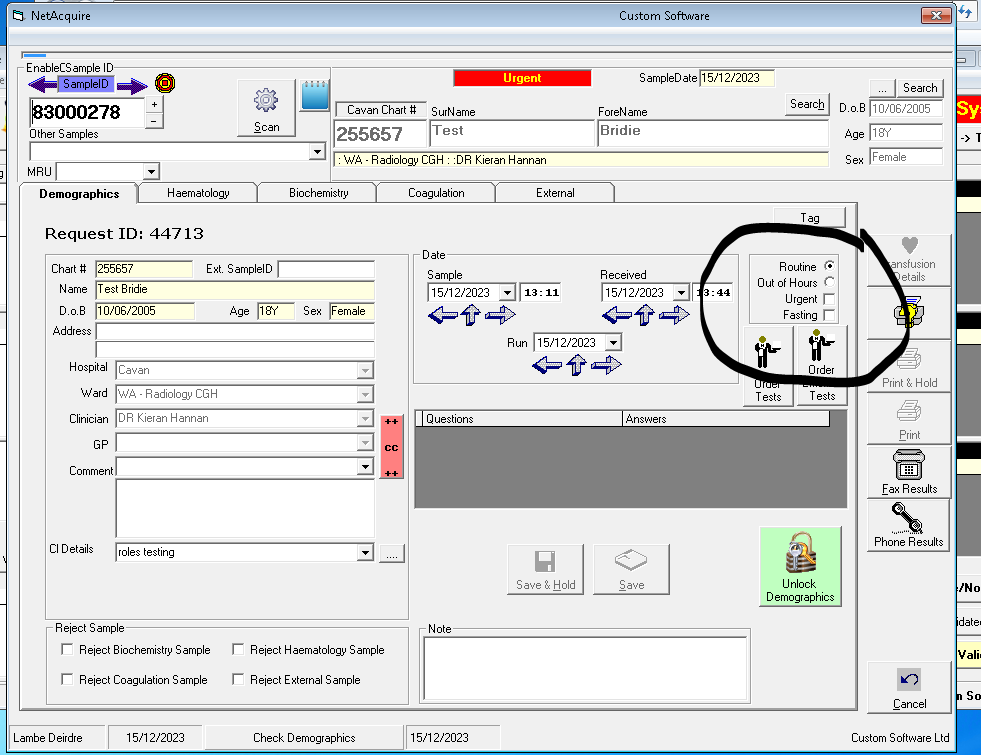 NetAcquire
Custom Software
EnableCSample ID
SampleID
83000278
+
-
Other Samples
MRU
Scan
Urgent
SampleDate 15/12/2023
... Search
Cavan Chart # SurName ForeName Search
D.o.B 10/06/2005
255657 Test Bridie
Age 18Y
: WA - Radiology CGH : :DR Kieran Hannan
Sex Female
Demographics Haematology Biochemistry Coagulation External
Request ID: 44713
Tag
Chart # 255657 Ext. SampleID
Name Test Bridie
D.o.B 10/06/2005 Age 18Y Sex Female
Address
Hospital Cavan
Ward WA - Radiology CGH
Clinician DR Kieran Hannan
GP
Comment
++
cc
++
CI Details roles testing
....
Date
Sample Received
15/12/2023 13:11 15/12/2023 13:44
Run 15/12/2023
Routine
Out of Hours
Urgent
Fasting
Order
Tests
Order
Tests
Questions Answers
Save & Hold
Save
Unlock
Demographics
Reject Sample
Reject Biochemistry Sample Reject Haematology Sample
Reject Coagulation Sample Reject External Sample
Note
Details
Print & Hold
Print
Fax Results
Phone Results
Cancel
Lambe Deirdre 15/12/2023 Check Demographics 15/12/2023 Custom Software Ltd